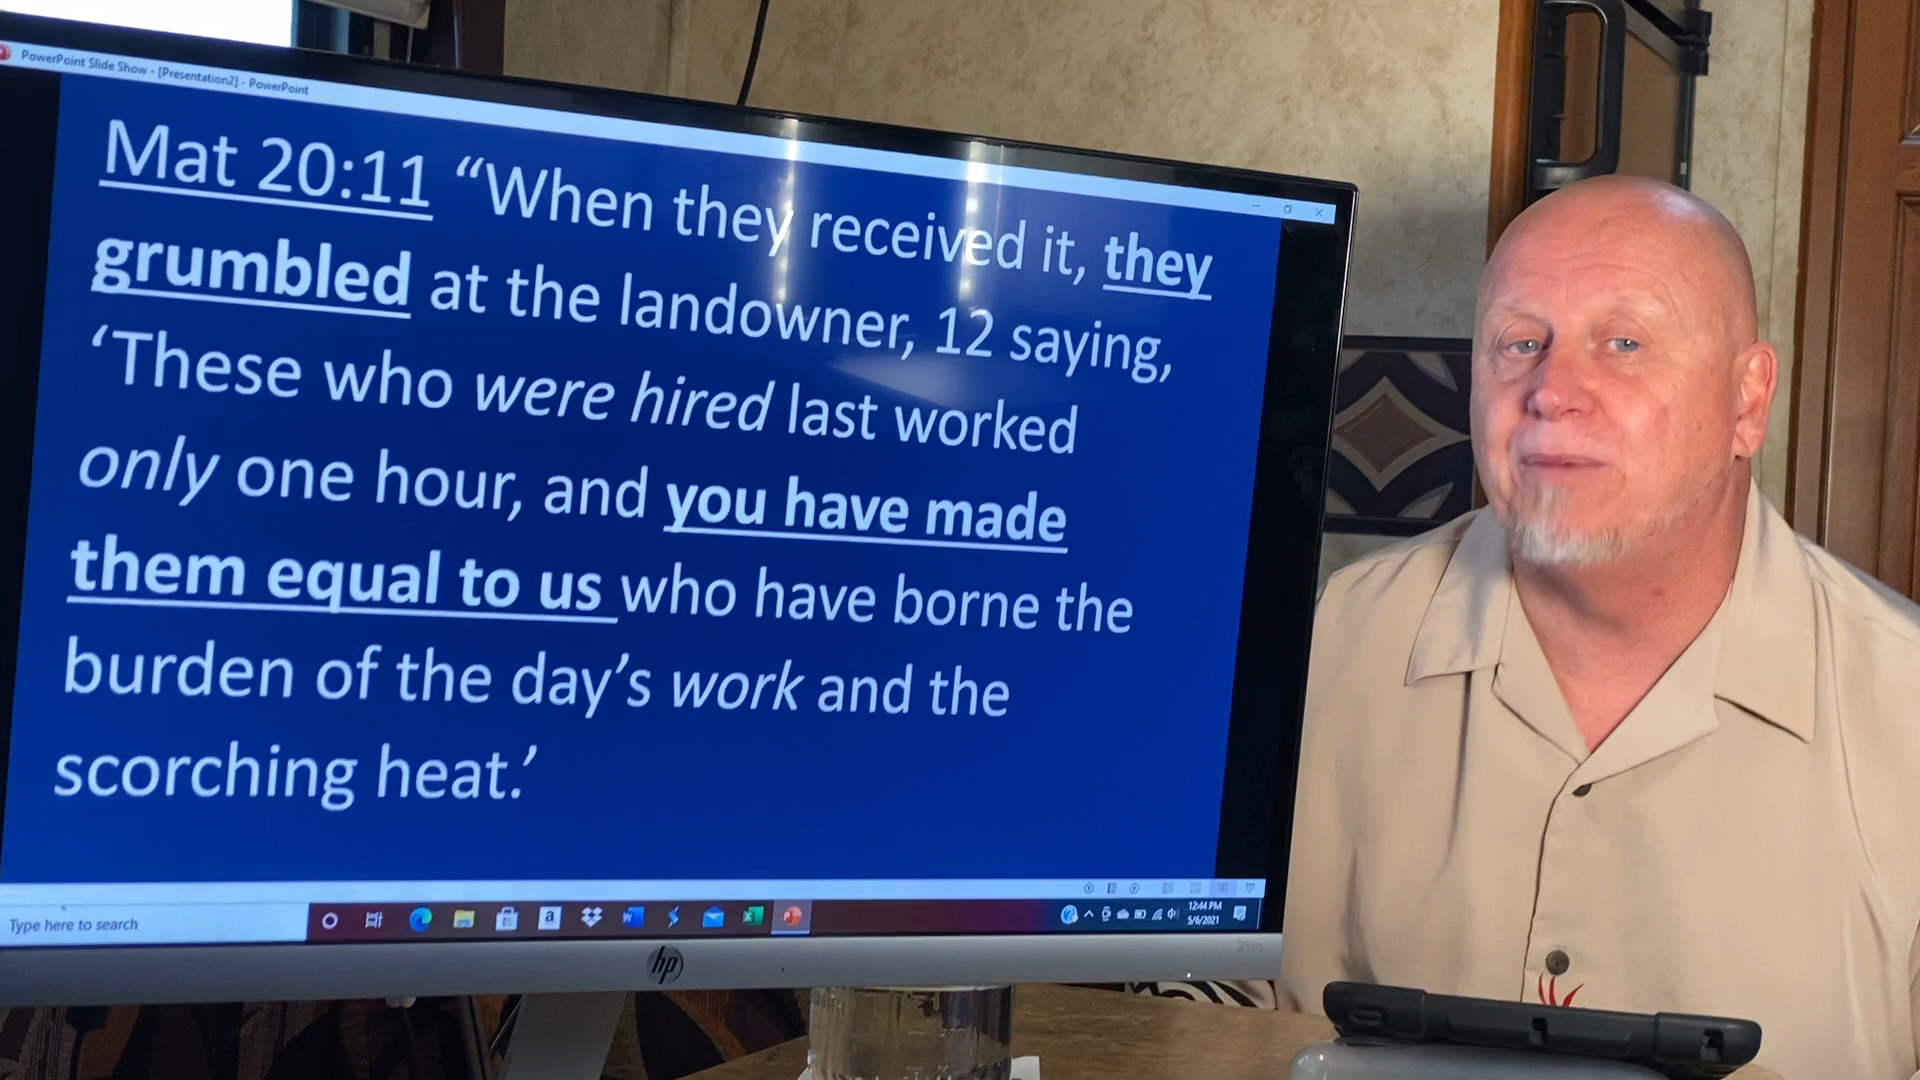 PowerPoint Slide Show - [Presentation2] - PowerPoint
Mat 20:11 “When they received it, they
grumbled at the landowner, 12 saying,
‘These who were hired last worked
only one hour, and you have made
them equal to us who have borne the
burden of the day’s work and the
scorching heat.’
Type here to search
12:44 PM
5/6/2021
hp
25es